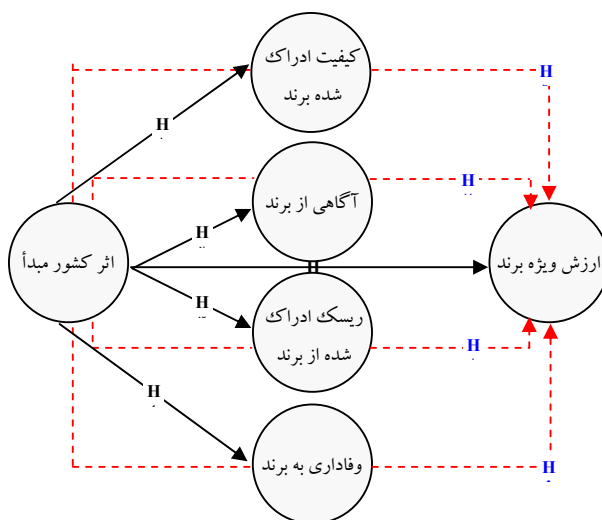 کیفیت ادراک
شده برند
H
H
آگاهی از برند
H
H
اثر کشور مبدأ
H
ارزش ویژه برند
ریسک ادراک
شده از برند
H
H
H
وفاداری به برند
H